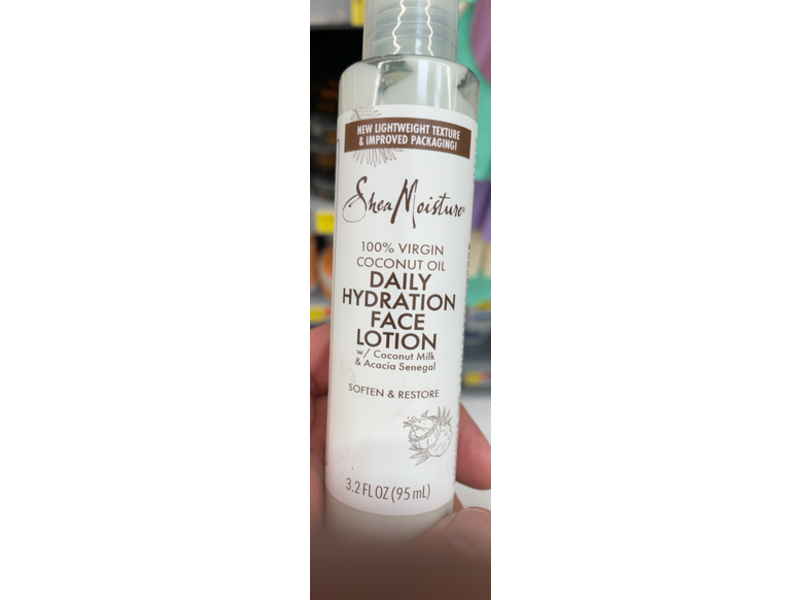 NEW LIGHTWEIGHT TEXTURE
& IMPROVED PACKAGING!
SheaMoisture®
100% VIRGIN
COCONUT OIL
DAILY
HYDRATION
FACE
LOTION
w/ Coconut Milk
& Acacia Senegal
SOFTEN & RESTORE
3.2 FL OZ (95 mL)